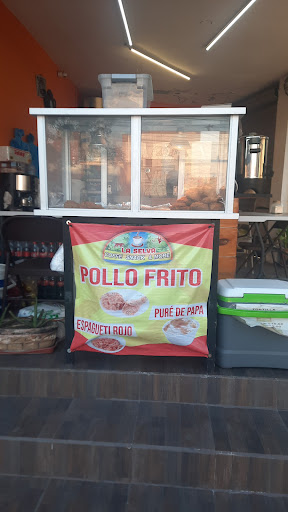 LA SELVA
POLLO FRITO
PURÉ DE PAPA
ESPAGUETI ROJO